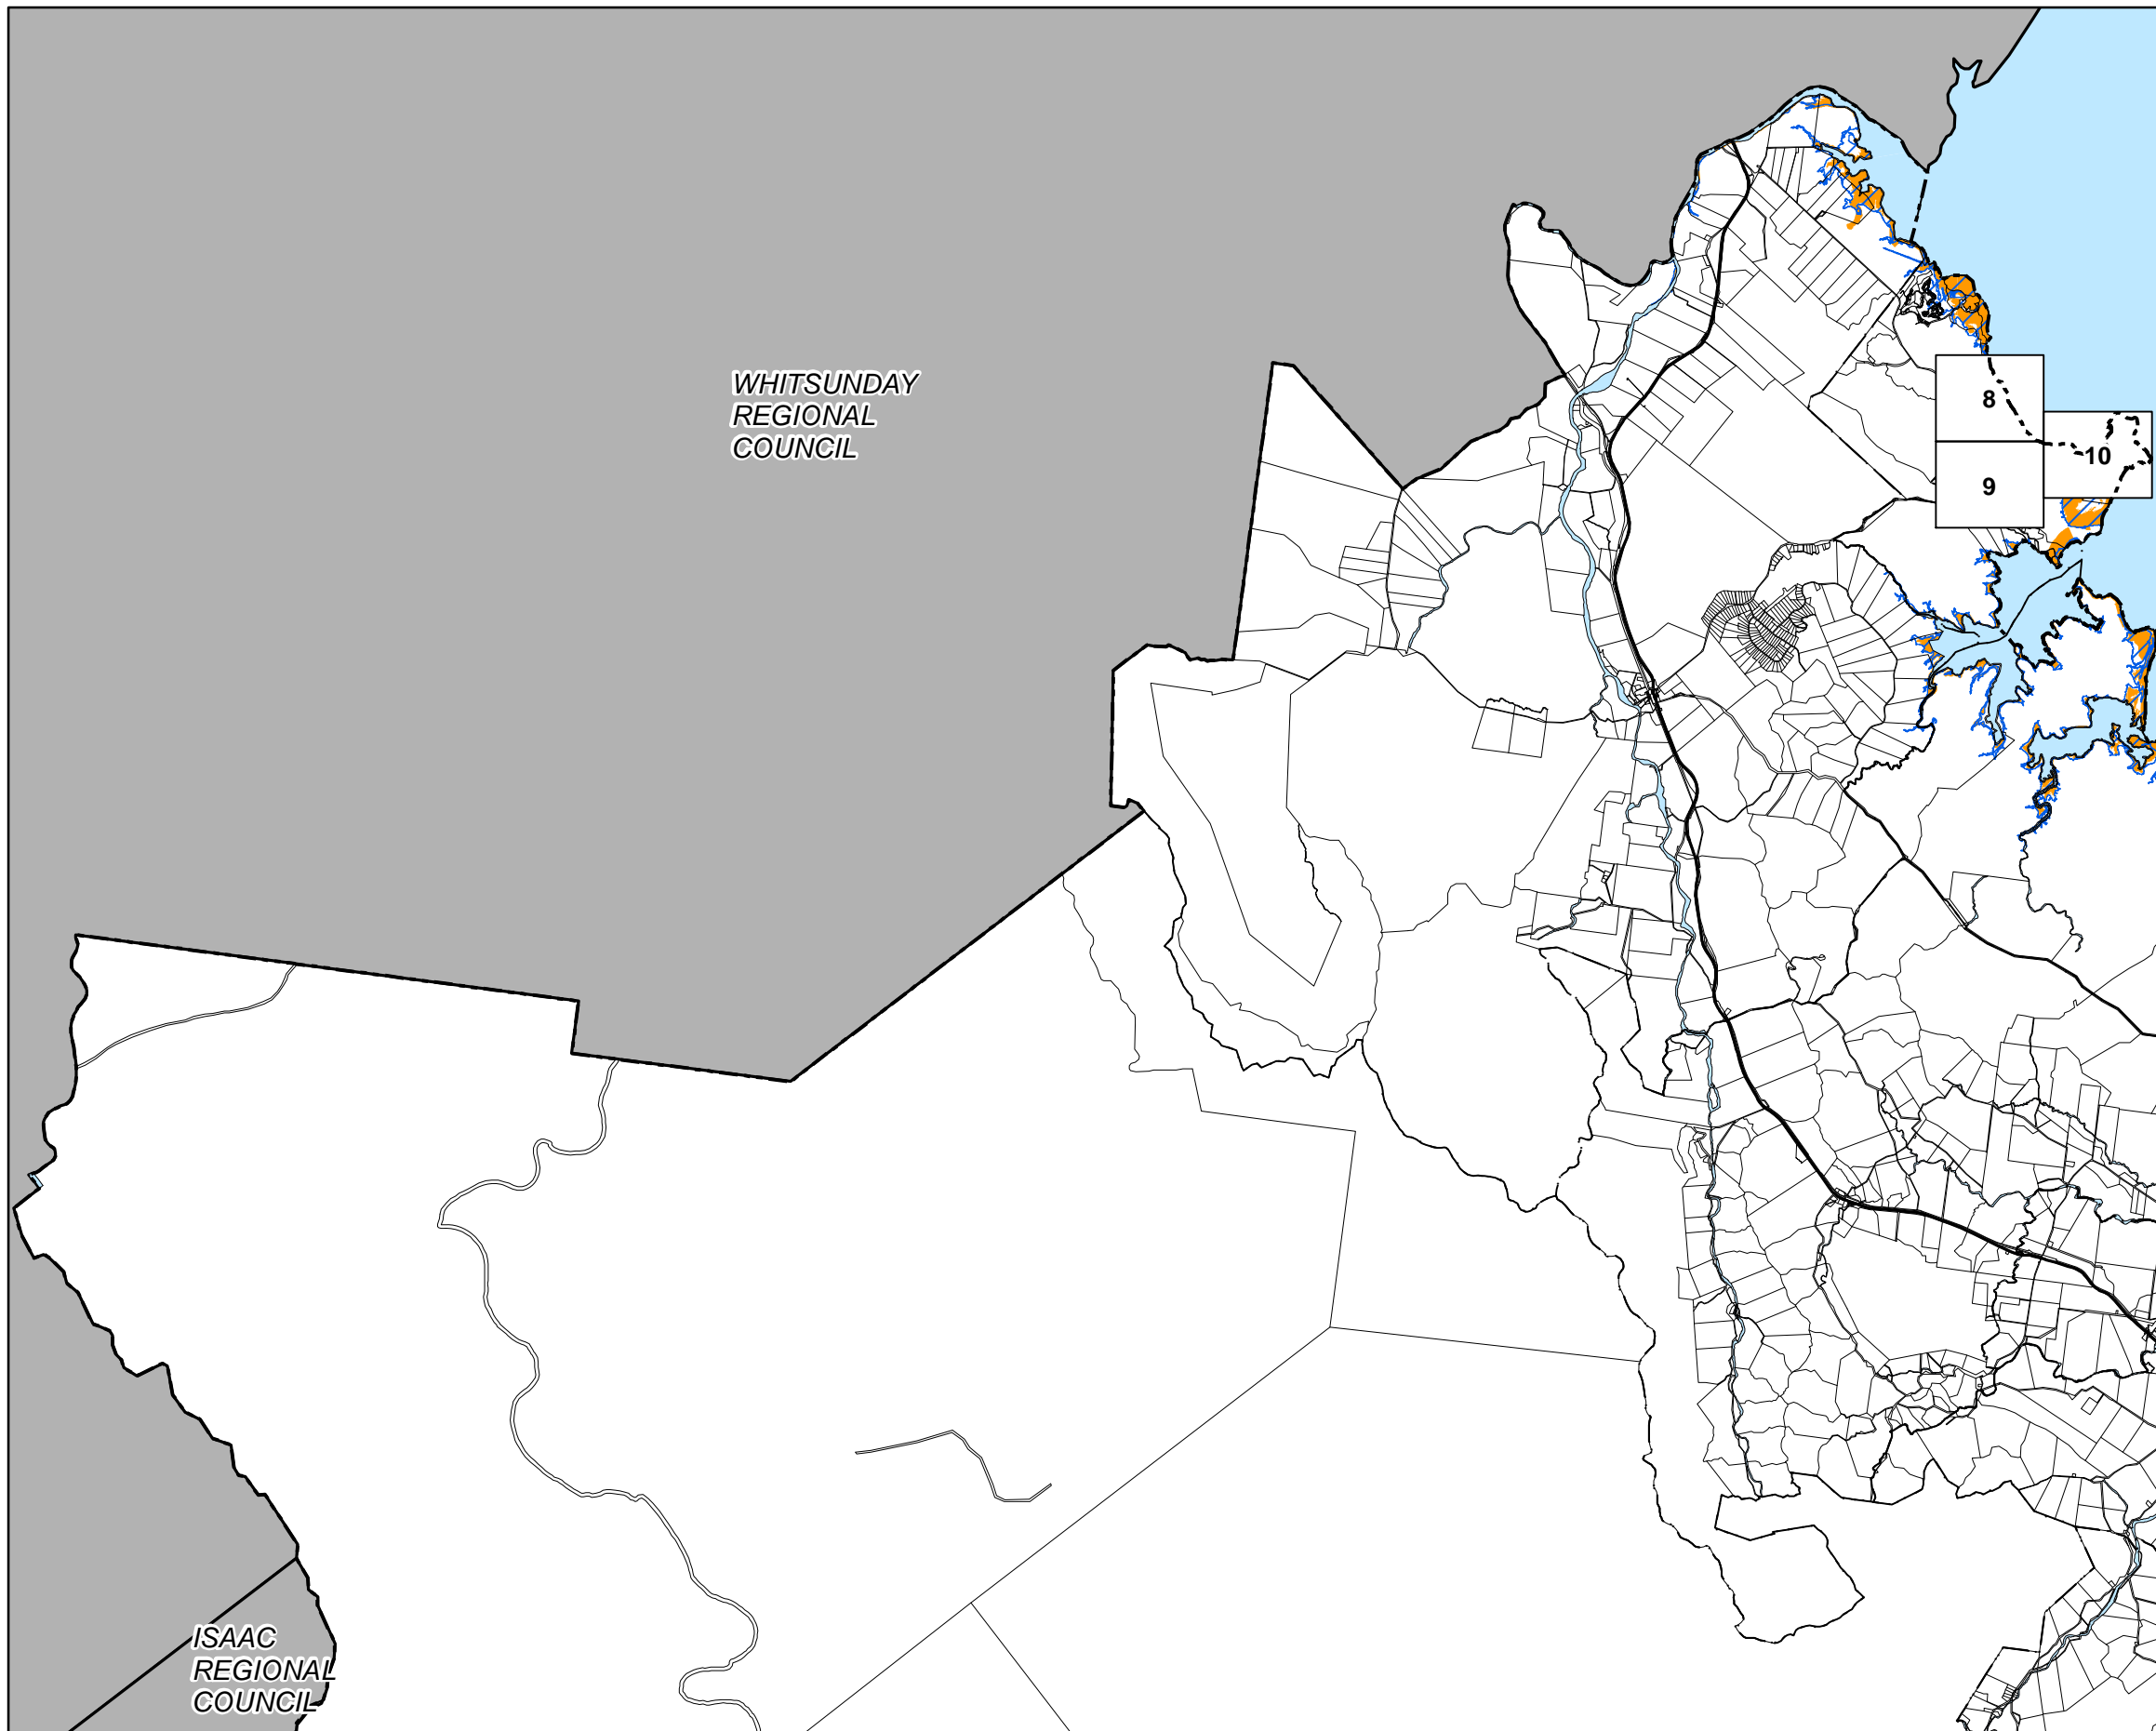 WHITSUNDAY
REGIONAL
COUNCIL
8
10
9
ISAAC
REGIONAL
COUNCIL